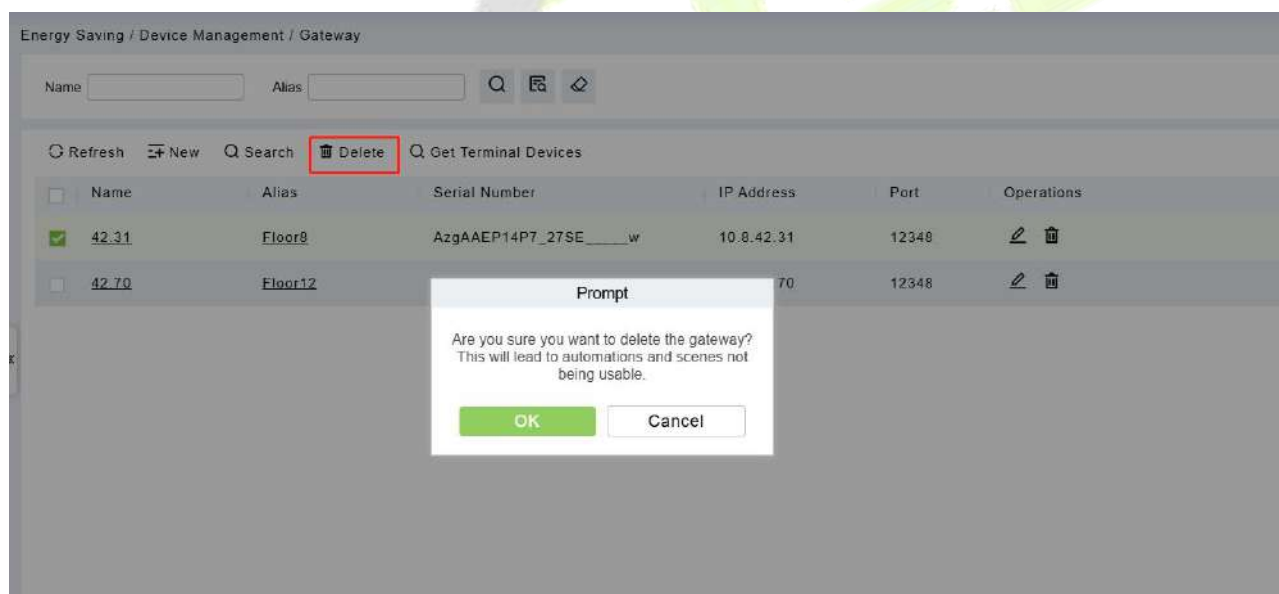 Energy Saving / Device Management / Gateway
Name Alias
Refresh New Search Delete Get Terminal Devices
Name Alias Serial Number IP Address Port Operations
42.31 Floor8 AzgAAEP14P7_27SE_____w 10.8.42.31 12348
42.70 Floor12 70 12348
Prompt
Are you sure you want to delete the gateway?
This will lead to automations and scenes not
being usable.
OK Cancel